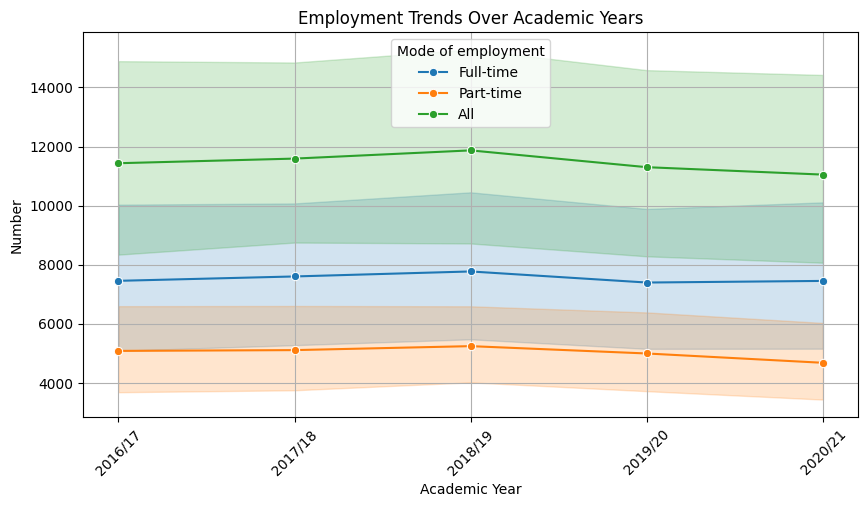 Employment Trends Over Academic Years
Mode of employment
Full-time
Part-time
All
14000
12000
10000
8000
6000
4000
Number
2016/17
2017/18
2018/19
2019/20
2020/21
Academic Year